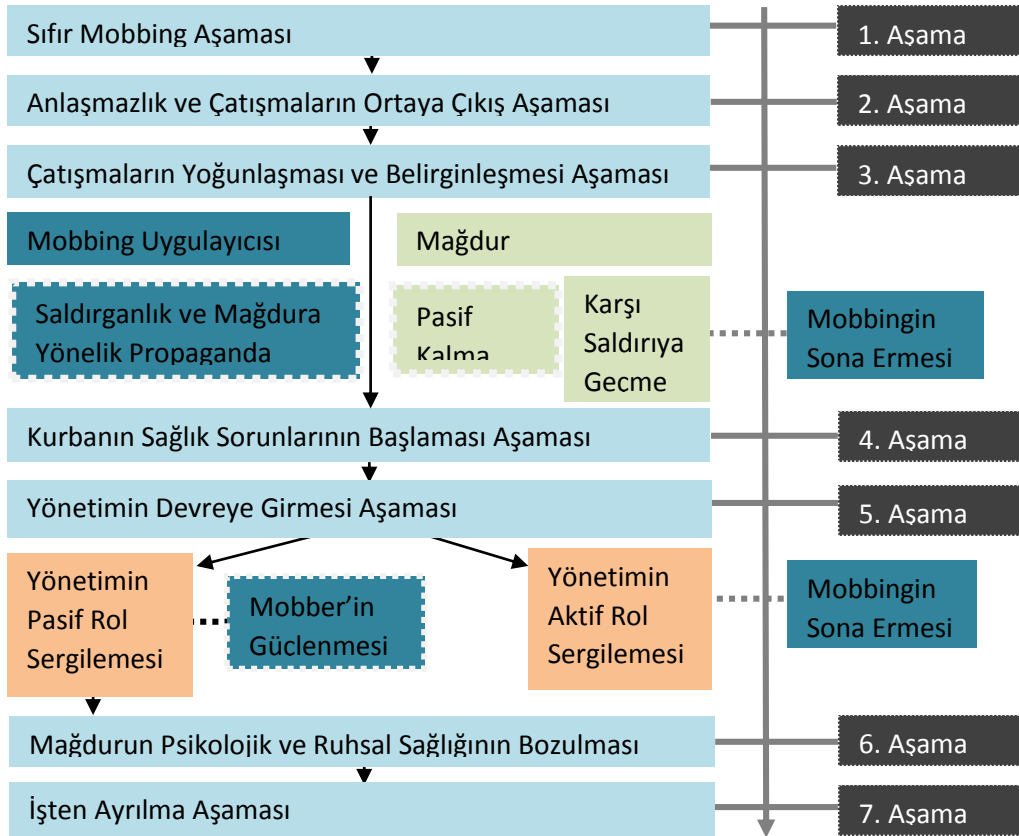 Sıfır Mobbing Aşaması
1. Aşama
Anlaşmazlık ve Çatışmaların Ortaya Çıkış Aşaması
2. Aşama
Çatışmaların Yoğunlaşması ve Belirginleşmesi Aşaması
3. Aşama
Mobbing Uygulayıcısı
Mağdur
Saldırganlık ve Mağdura
Yönelik Propaganda
Pasif
Kalma
Karşı
Saldırıya
Geçme
Mobbingin
Sona Ermesi
Kurbanın Sağlık Sorunlarının Başlaması Aşaması
4. Aşama
Yönetimin Devreye Girmesi Aşaması
5. Aşama
Yönetimin
Pasif Rol
Sergilemesi
Mobber’in
Güçlenmesi
Yönetimin
Aktif Rol
Sergilemesi
Mobbingin
Sona Ermesi
Mağdurun Psikolojik ve Ruhsal Sağlığının Bozulması
6. Aşama
İşten Ayrılma Aşaması
7. Aşama